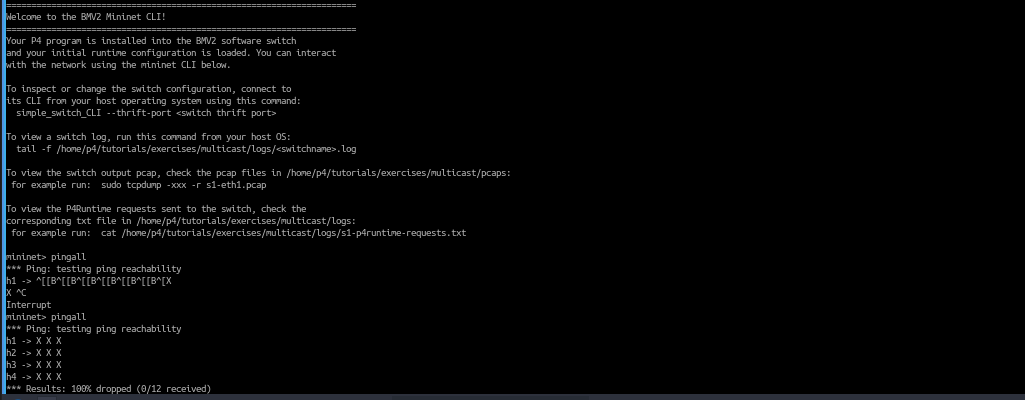 ======================================================================
Welcome to the BMV2 Mininet CLI!
======================================================================
Your P4 program is installed into the BMV2 software switch
and your initial runtime configuration is loaded. You can interact
with the network using the mininet CLI below.

To inspect or change the switch configuration, connect to
its CLI from your host operating system using this command:
  simple_switch_CLI --thrift-port <switch thrift port>

To view a switch log, run this command from your host OS:
  tail -f /home/p4/tutorials/exercises/multicast/logs/<switchname>.log

To view the switch output pcap, check the pcap files in /home/p4/tutorials/exercises/multicast/pcaps:
 for example run:  sudo tcpdump -xxx -r s1-eth1.pcap

To view the P4Runtime requests sent to the switch, check the
corresponding txt file in /home/p4/tutorials/exercises/multicast/logs:
 for example run:  cat /home/p4/tutorials/exercises/multicast/logs/s1-p4runtime-requests.txt

mininet> pingall
*** Ping: testing ping reachability
h1 -> ^[[B^[[B^[[B^[[B^[[B^[[B^[X
X ^C
Interrupt
mininet> pingall
*** Ping: testing ping reachability
h1 -> X X X
h2 -> X X X
h3 -> X X X
h4 -> X X X
*** Results: 100% dropped (0/12 received)